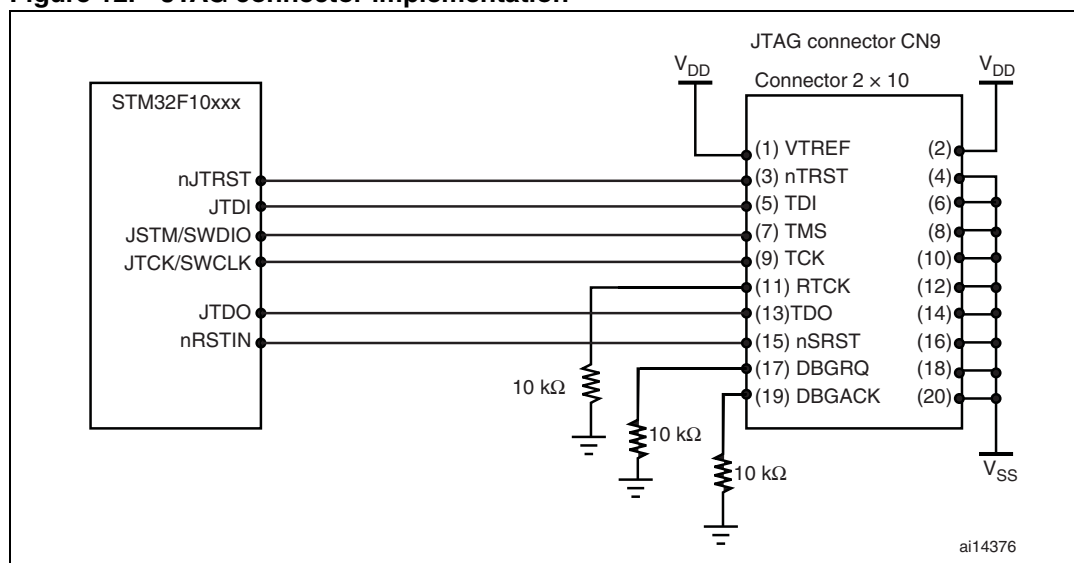 Figure 12. JTAG connector implementation
JTAG connector CN9
VDD
VDD
Connector 2 × 10
STM32F10xxx
(1) VTREF (2)
nJTRST (3) nTRST (4)
JTDI (5) TDI (6)
JSTM/SWDIO (7) TMS (8)
JTCK/SWCLK (9) TCK (10)
(11) RTCK (12)
JTDO (13)TDO (14)
nRSTIN (15) nSRST (16)
(17) DBGRQ (18)
10 kΩ (19) DBGACK (20)
10 kΩ
10 kΩ
VSS
ai14376